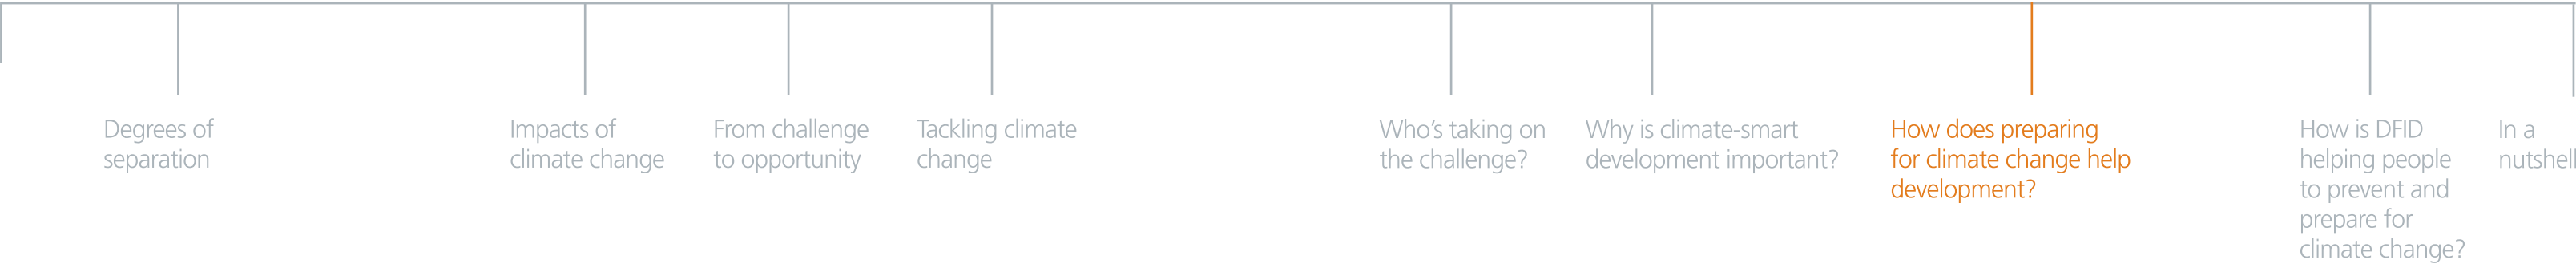 Degrees of
separation
Impacts of
climate change
From challenge
to opportunity
Tackling climate
change
Who’s taking on
the challenge?
Why is climate-smart
development important?
How does preparing
for climate change help
development?
How is DFID
helping people
to prevent and
prepare for
climate change?
In a
nutshell